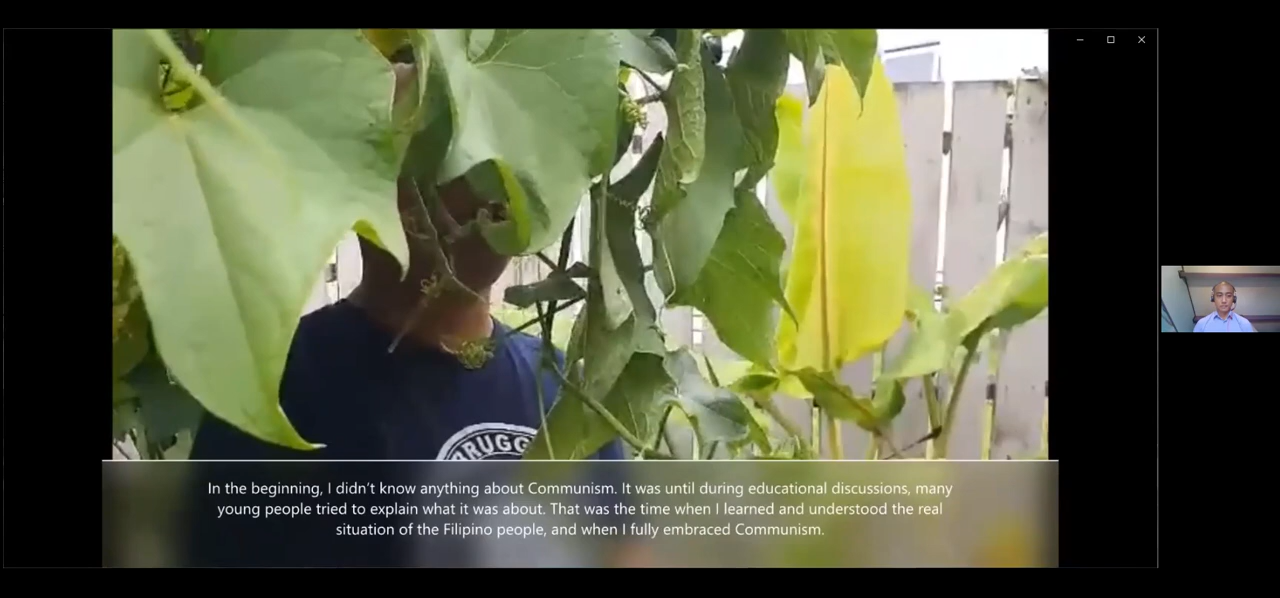 BRUGG
In the beginning, I didn't know anything about Communism. It was until during educational discussions, many
young people tried to explain what it was about. That was the time when I learned and understood the real
situation of the Filipino people, and when I fully embraced Communism.